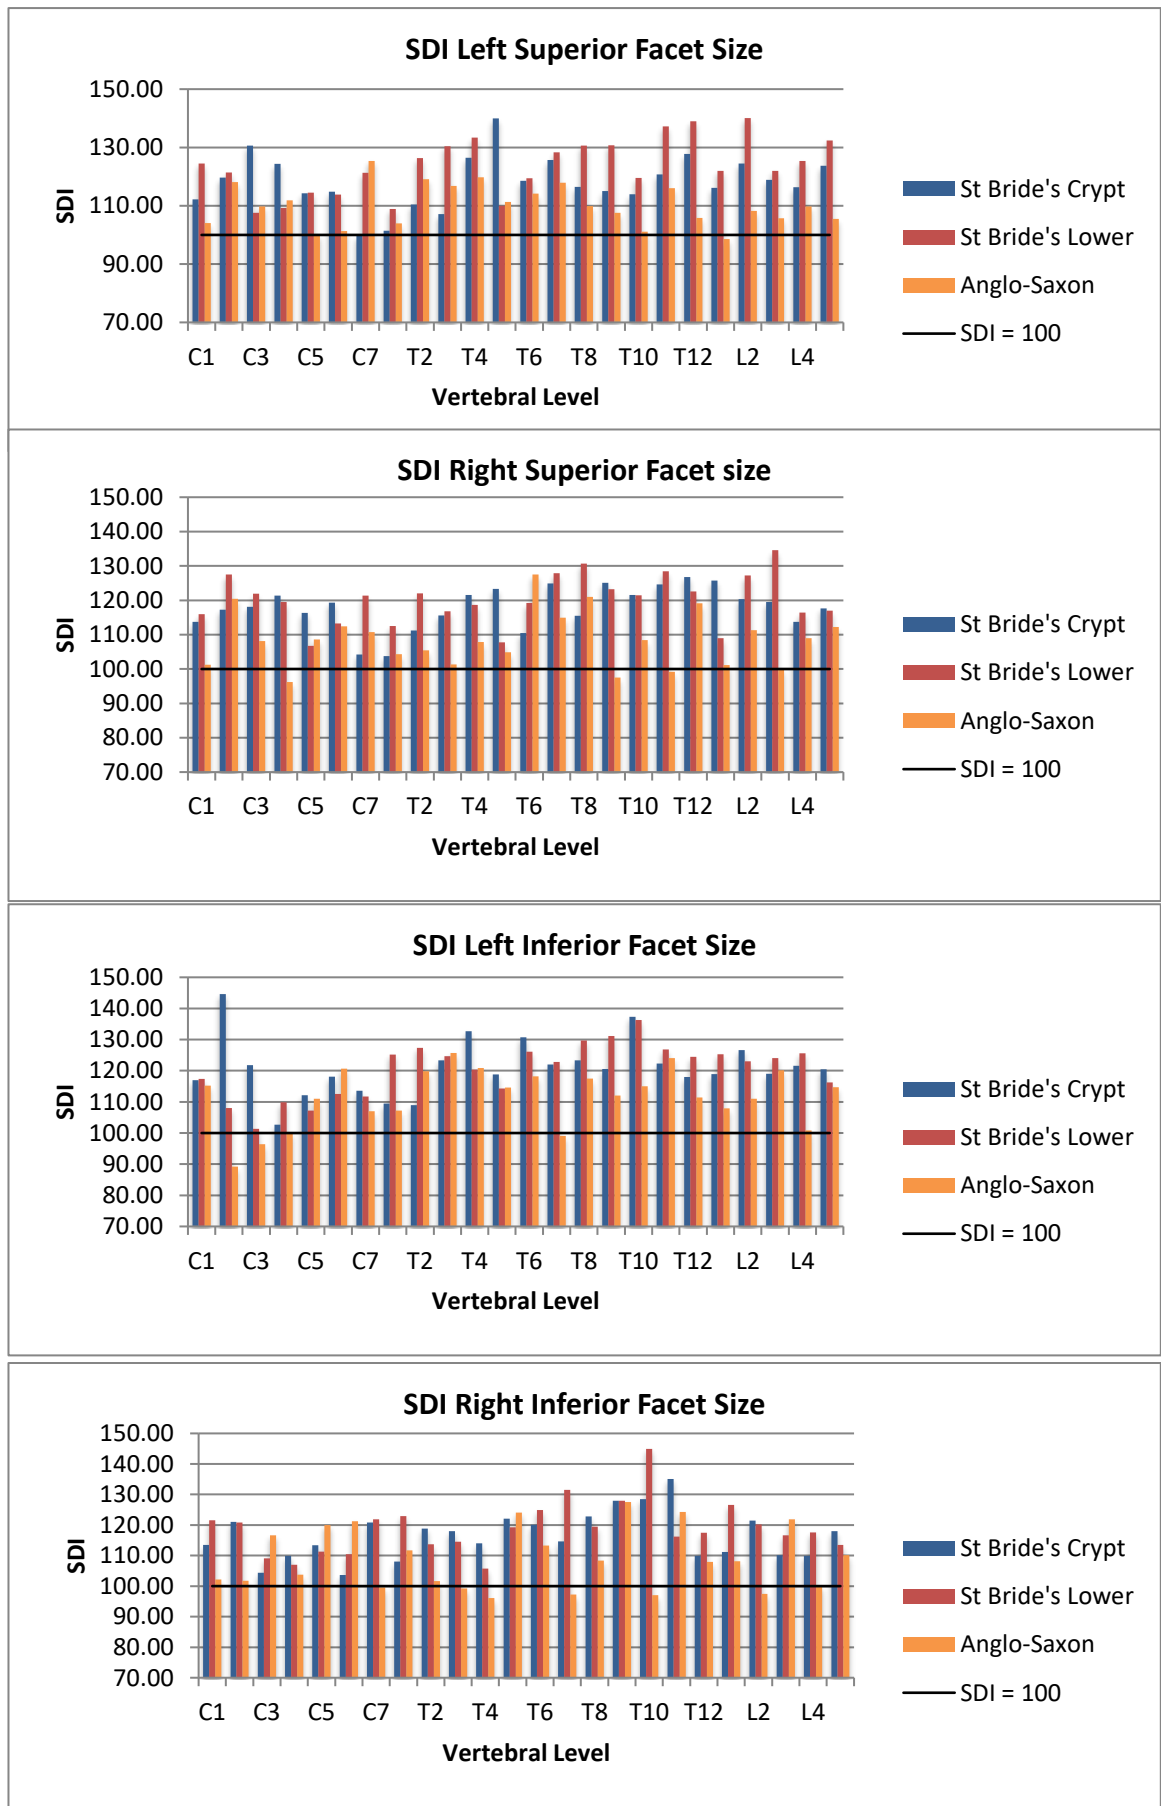 SDI Left Superior Facet Size
150.00
130.00
110.00
90.00
70.00
SDI
C1 C3 C5 C7 T2 T4 T6 T8 T10 T12 L2 L4
Vertebral Level
St Bride's Crypt
St Bride's Lower
Anglo-Saxon
SDI = 100
SDI Right Superior Facet size
150.00
140.00
130.00
120.00
110.00
100.00
90.00
80.00
70.00
SDI
C1 C3 C5 C7 T2 T4 T6 T8 T10 T12 L2 L4
Vertebral Level
St Bride's Crypt
St Bride's Lower
Anglo-Saxon
SDI = 100
SDI Left Inferior Facet Size
150.00
140.00
130.00
120.00
110.00
100.00
90.00
80.00
70.00
SDI
C1 C3 C5 C7 T2 T4 T6 T8 T10 T12 L2 L4
Vertebral Level
St Bride's Crypt
St Bride's Lower
Anglo-Saxon
SDI = 100
SDI Right Inferior Facet Size
150.00
140.00
130.00
120.00
110.00
100.00
90.00
80.00
70.00
SDI
C1 C3 C5 C7 T2 T4 T6 T8 T10 T12 L2 L4
Vertebral Level
St Bride's Crypt
St Bride's Lower
Anglo-Saxon
SDI = 100